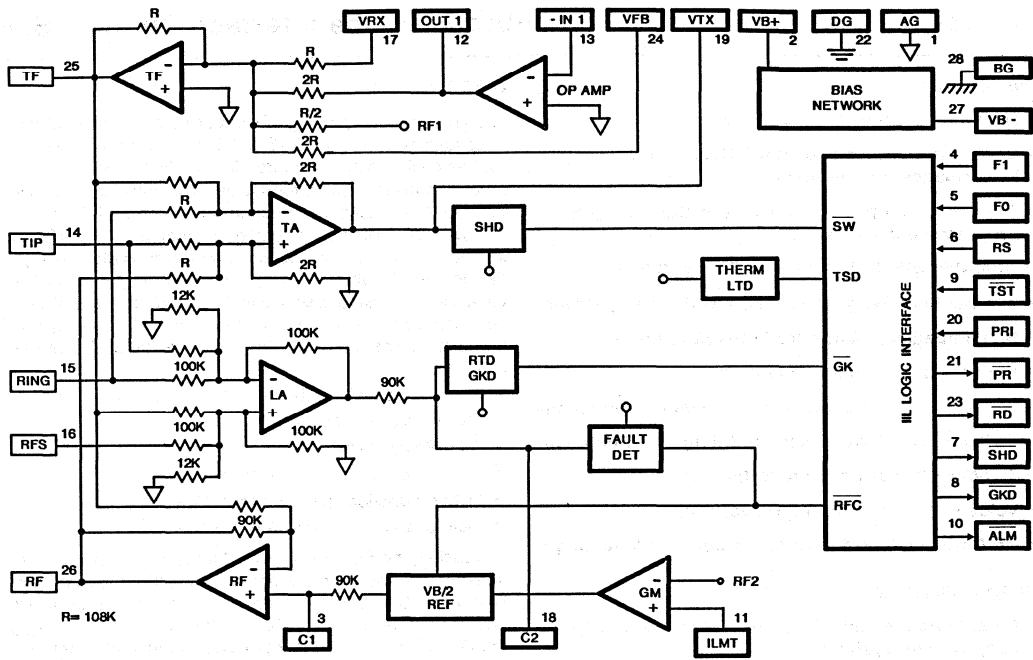 R
VRX
17
OUT 1
12
- IN 1
13
VFB
24
VTX
19
VB+
2
DG
22
AG
1
TF
25
TF
-
+
R
2R
R/2
RF1
2R
-
+
OP AMP
BIAS
NETWORK
28
BG
27
VB -
2R
R
R
TIP
14
-
TA
+
2R
SHD
THERM
LTD
12K
100K
RING
15
100K
-
LA
+
90K
RTD
GKD
RFS
16
100K
12K
100K
FAULT
DET
SW
TSD
GK
RFC
IIL LOGIC INTERFACE
4
F1
5
F0
6
RS
9
TST
20
PRI
21
PR
23
RD
7
SHD
8
GKD
10
ALM
90K
RF
26
RF
-
+
90K
VB/2
REF
GM
-
+
RF2
R= 108K
3
C1
18
C2
11
ILMT